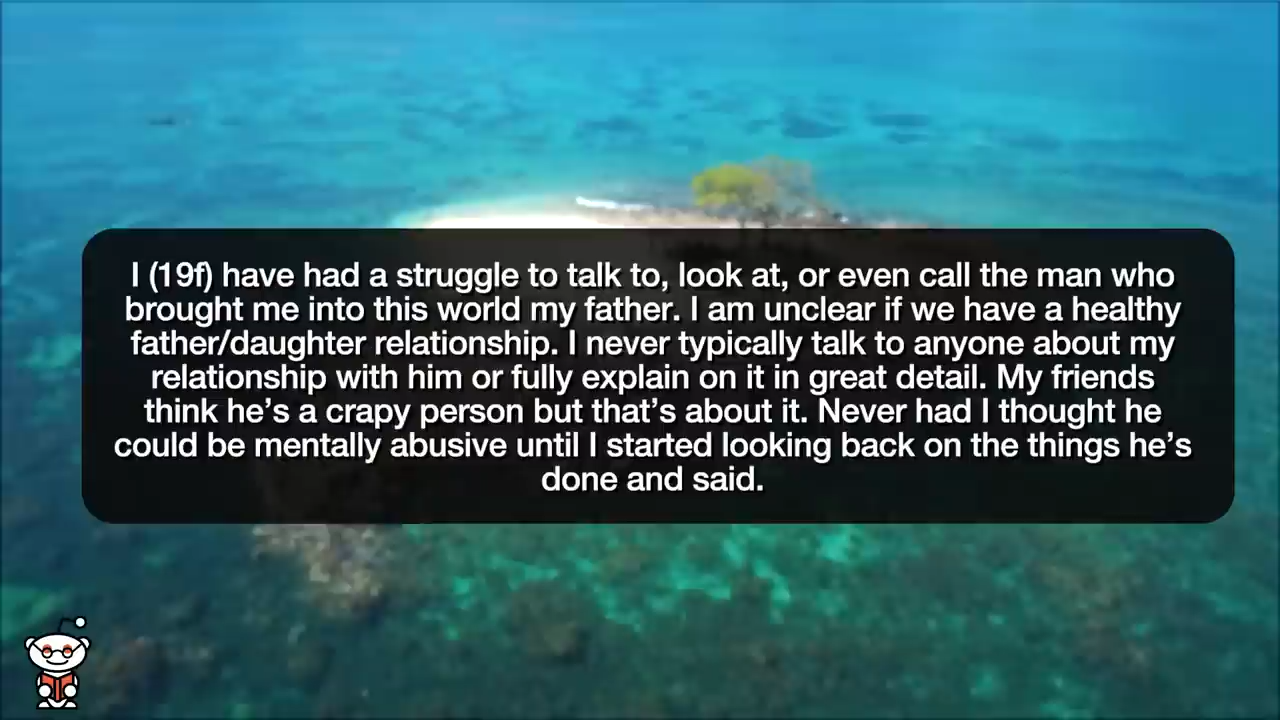 I (19f) have had a struggle to talk to, look at, or even call the man who
brought me into this world my father. I am unclear if we have a healthy
father/daughter relationship. I never typically talk to anyone about my
relationship with him or fully explain on it in great detail. My friends
think he’s a crapy person but that’s about it. Never had I thought he
could be mentally abusive until I started looking back on the things he’s
done and said.